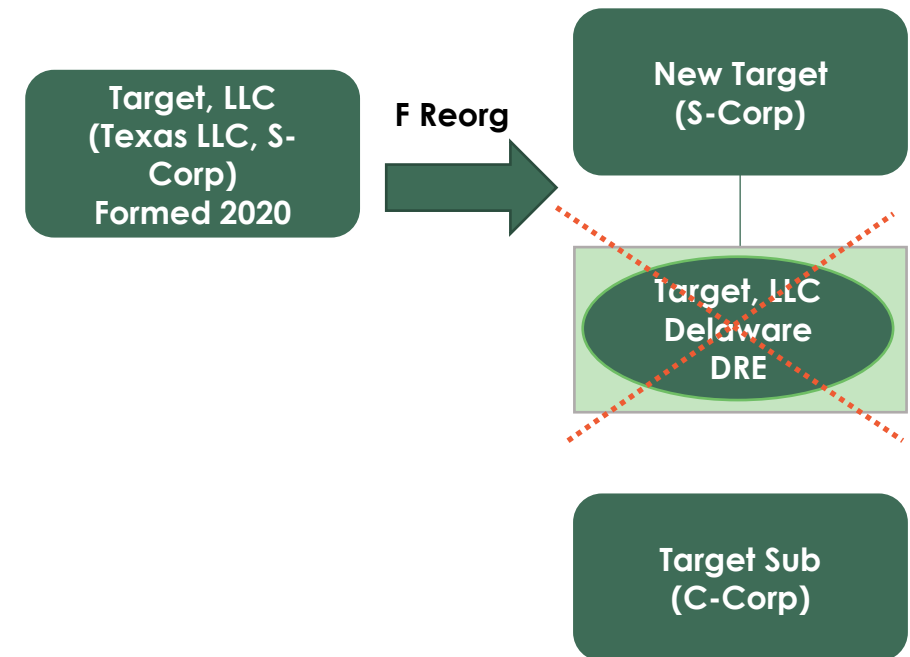 Target, LLC
(Texas LLC, S-
Corp)
Formed 2020
F Reorg
New Target
(S-Corp)
Target, LLC
Delaware
DRE
Target Sub
(C-Corp)